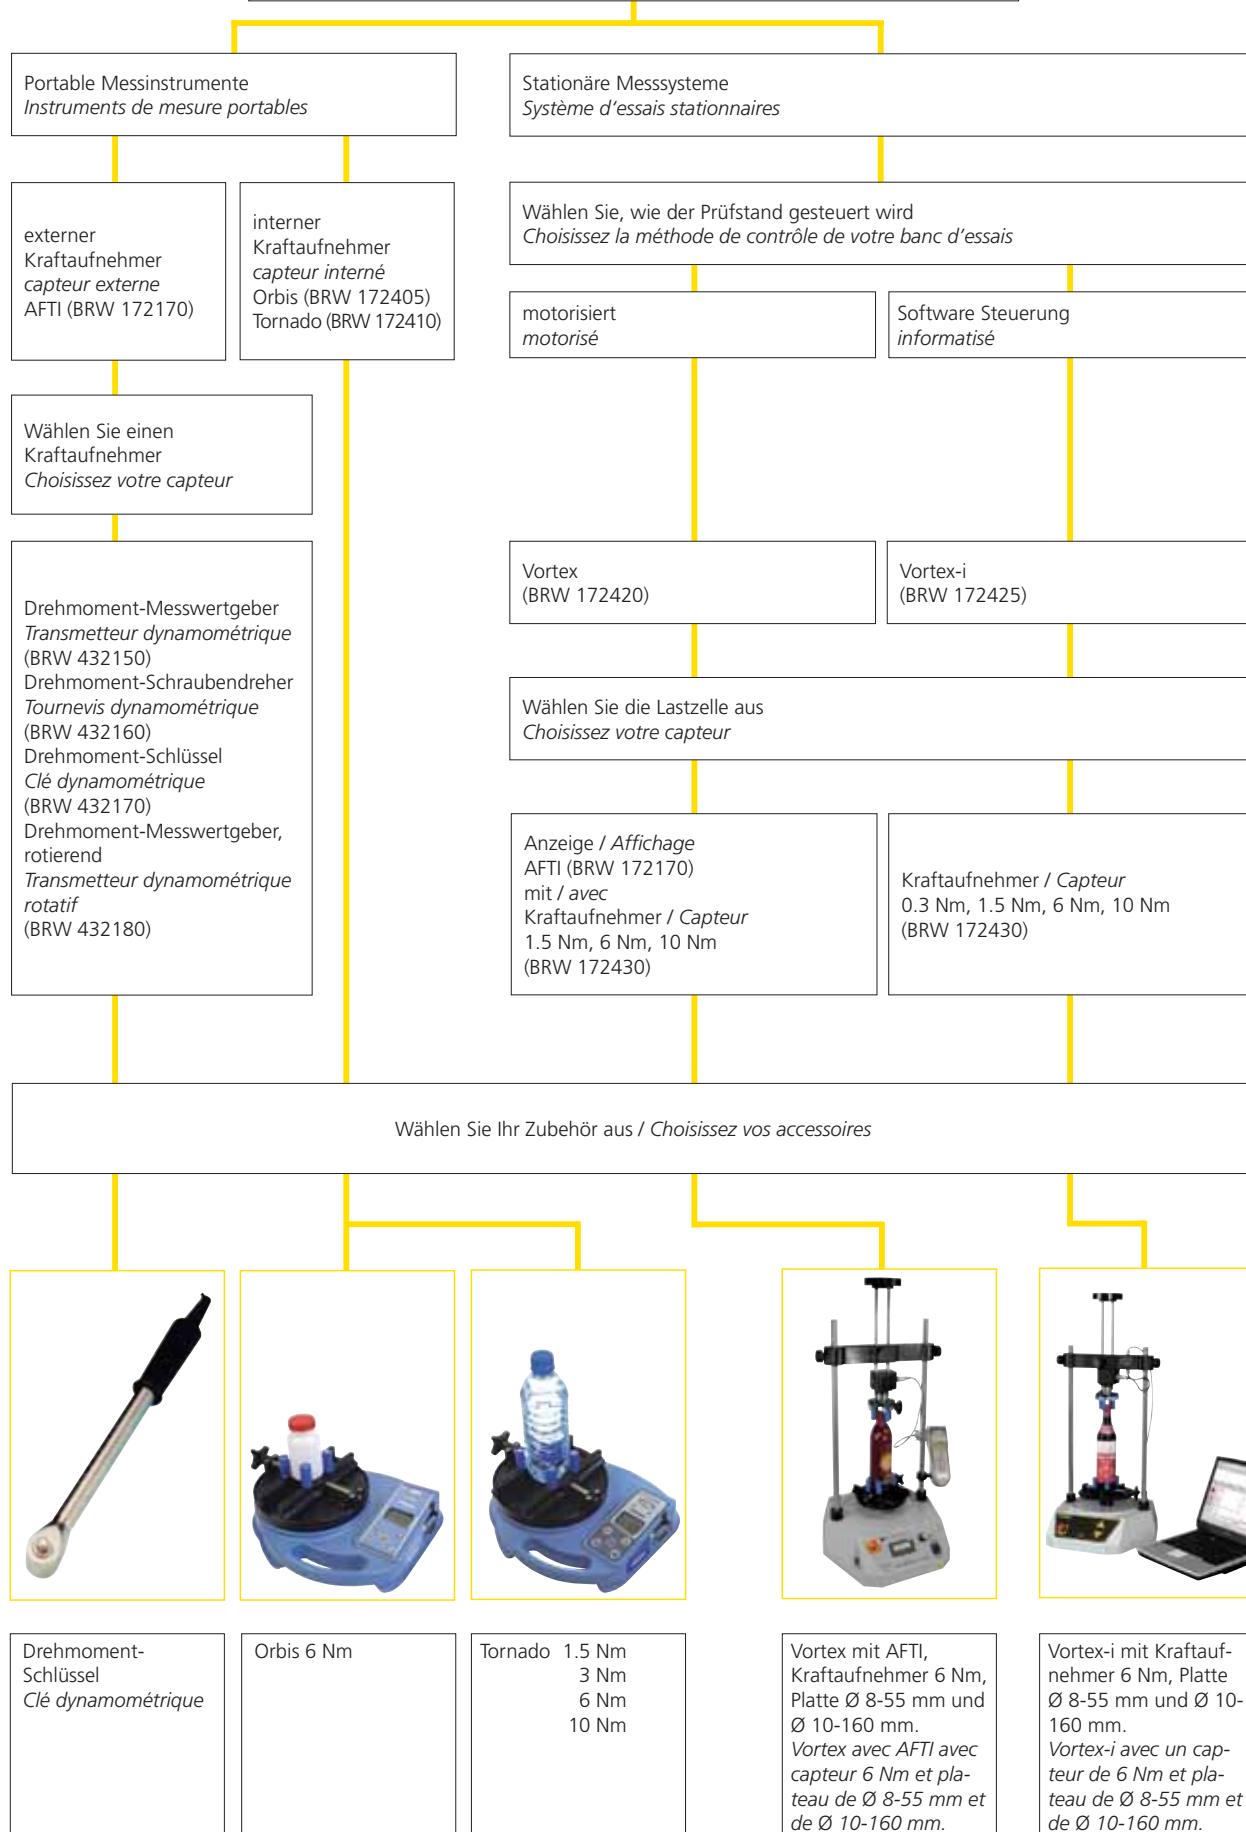 Portable Messinstrumente
Instruments de mesure portables
Stationäre Messsysteme
Système d'essais stationnaires
externer
Kraftaufnehmer
capteur externe
AFTI (BRW 172170)
interner
Kraftaufnehmer
capteur interné
Orbis (BRW 172405)
Tornado (BRW 172410)
Wählen Sie, wie der Prüfstand gesteuert wird
Choisissez la méthode de contrôle de votre banc d'essais
motorisiert
motorisé
Software Steuerung
informatisé
Wählen Sie einen
Kraftaufnehmer
Choisissez votre capteur
Drehmoment-Messwertgeber
Transmetteur dynamométrique
(BRW 432150)
Drehmoment-Schraubendreher
Tournevis dynamométrique
(BRW 432160)
Drehmoment-Schlüssel
Clé dynamométrique
(BRW 432170)
Drehmoment-Messwertgeber,
rotierend
Transmetteur dynamométrique
rotatif
(BRW 432180)
Vortex
(BRW 172420)
Vortex-i
(BRW 172425)
Wählen Sie die Lastzelle aus
Choisissez votre capteur
Anzeige / Affichage
AFTI (BRW 172170)
mit / avec
Kraftaufnehmer / Capteur
1.5 Nm, 6 Nm, 10 Nm
(BRW 172430)
Kraftaufnehmer / Capteur
0.3 Nm, 1.5 Nm, 6 Nm, 10 Nm
(BRW 172430)
Wählen Sie Ihr Zubehör aus / Choisissez vos accessoires
Drehmoment-
Schlüssel
Clé dynamométrique
Orbis 6 Nm
Tornado 1.5 Nm
3 Nm
6 Nm
10 Nm
Vortex mit AFTI,
Kraftaufnehmer 6 Nm,
Platte Ø 8-55 mm und
Ø 10-160 mm.
Vortex avec AFTI avec
capteur 6 Nm et pla-
teau de Ø 8-55 mm et
de Ø 10-160 mm.
Vortex-i mit Kraftauf-
nehmer 6 Nm, Platte
Ø 8-55 mm und Ø 10-
160 mm.
Vortex-i avec un cap-
teur de 6 Nm et pla-
teau de Ø 8-55 mm et
de Ø 10-160 mm.